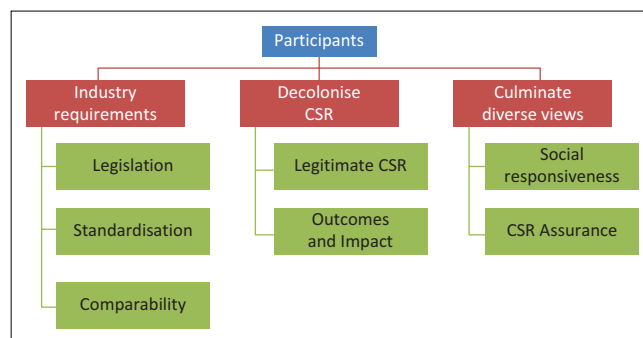 Participants
Industry
requirements
Legislation
Standardisation
Comparability
Decolonise
CSR
Legitimate CSR
Outcomes
and Impact
Culminate
diverse views
Social
responsiveness
CSR Assurance